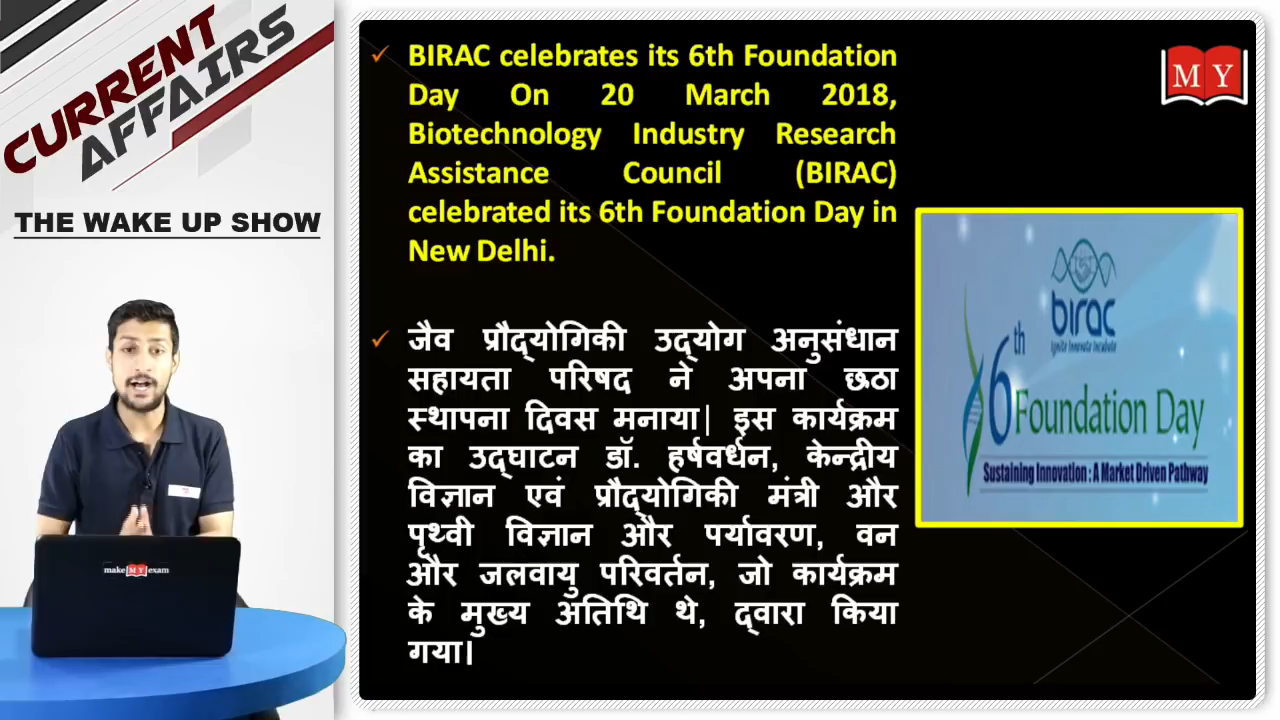 CURRENT
AFFAIRS
THE WAKE UP SHOW
make MY exam
BIRAC celebrates its 6th Foundation
Day On 20 March 2018,
Biotechnology Industry Research
Assistance Council (BIRAC)
celebrated its 6th Foundation Day in
New Delhi.
जैव प्रौद्योगिकी उद्योग अनुसंधान
सहायता परिषद ने अपना छठा
स्थापना दिवस मनाया| इस कार्यक्रम
का उद्घाटन डॉ. हर्षवर्धन, केन्द्रीय
विज्ञान एवं प्रौद्योगिकी मंत्री और
पृथ्वी विज्ञान और पर्यावरण, वन
और जलवायु परिवर्तन, जो कार्यक्रम
के मुख्य अतिथि थे, द्वारा किया
गया।
MY
birac
Ignite Innovate Incubate
6th
Foundation Day
Sustaining Innovation : A Market Driven Pathway